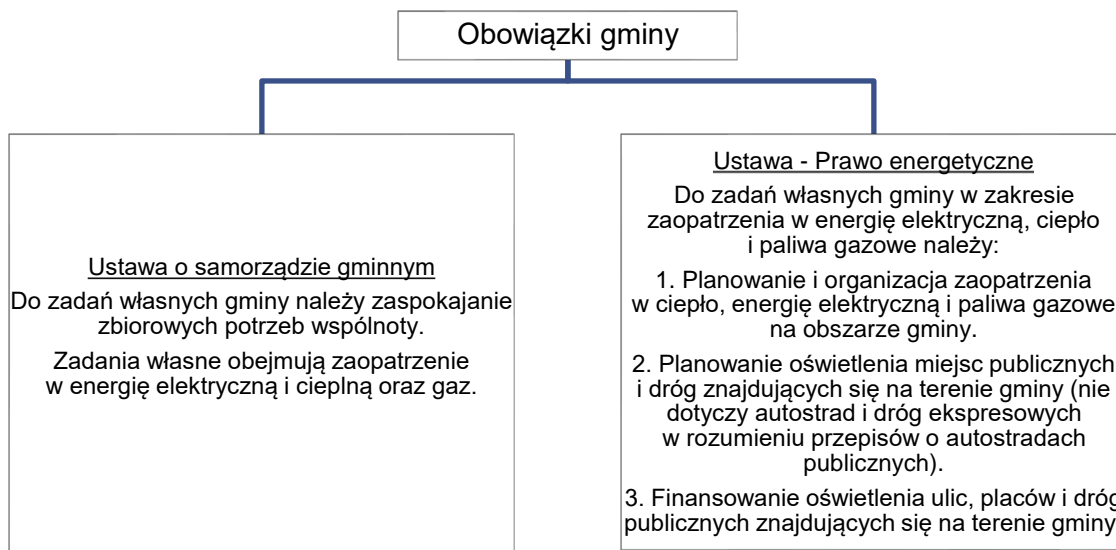 Obowiązki gminy
Ustawa o samorządzie gminnym
Do zadań własnych gminy należy zaspokajanie
zbiorowych potrzeb wspólnoty.
Zadania własne obejmują zaopatrzenie
w energię elektryczną i cieplną oraz gaz.
Ustawa - Prawo energetyczne
Do zadań własnych gminy w zakresie
zaopatrzenia w energię elektryczną, ciepło
i paliwa gazowe należy:
1. Planowanie i organizacja zaopatrzenia
w ciepło, energię elektryczną i paliwa gazowe
na obszarze gminy.
2. Planowanie oświetlenia miejsc publicznych
i dróg znajdujących się na terenie gminy (nie
dotyczy autostrad i dróg ekspresowych
w rozumieniu przepisów o autostradach
publicznych).
3. Finansowanie oświetlenia ulic, placów i dróg
publicznych znajdujących się na terenie gminy